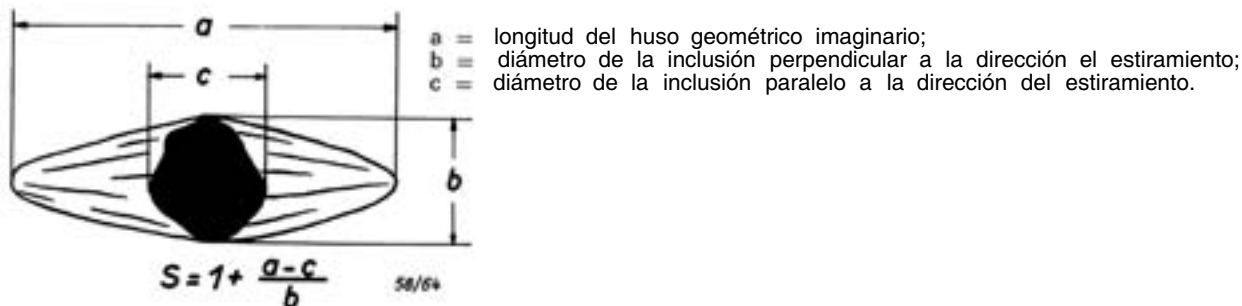 a
a = longitud del huso geométrico imaginario;
b = diámetro de la inclusión perpendicular a la dirección el estiramiento;
c = diámetro de la inclusión paralelo a la dirección del estiramiento.
c
b
S = 1 + a - c / b
58/64